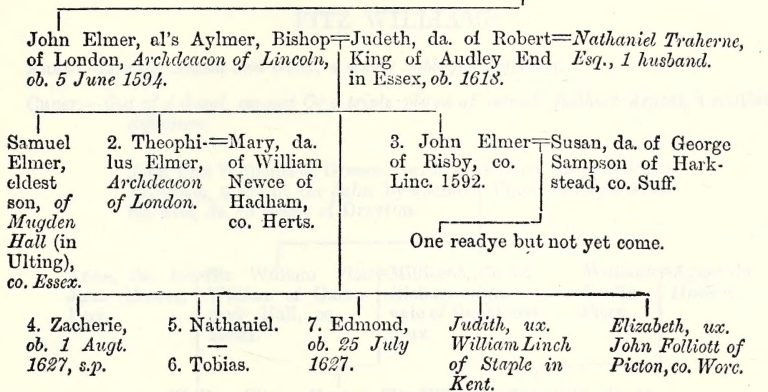 John Elmer, al's Aylmer, Bishop=Judeth, da. of Robert=Nathaniel Traherne,
of London, Archdeacon of Lincoln, King of Audley End Esq., 1 husband.
ob. 5 June 1594. in Essex, ob. 1618.
Samuel
Elmer,
eldest
son, of
Mugden
Hall (in
Ulting),
co. Essex.
2. Theophi-=Mary, da.
lus Elmer, of William
Archdeacon Newce of
of London. Hadham,
co. Herts.
3. John Elmer=Susan, da. of George
of Risby, co. Sampson of Hark-
Linc. 1592. stead, co. Suff.
One readye but not yet come.
4. Zacherie,
ob. 1 Augt.
1627, s.p.
5. Nathaniel.
—
6. Tobias.
7. Edmond,
ob. 25 July
1627.
Judith, ux.
William Linch
of Staple in
Kent.
Elizabeth, ux.
John Folliott of
Picton, co. Worc.